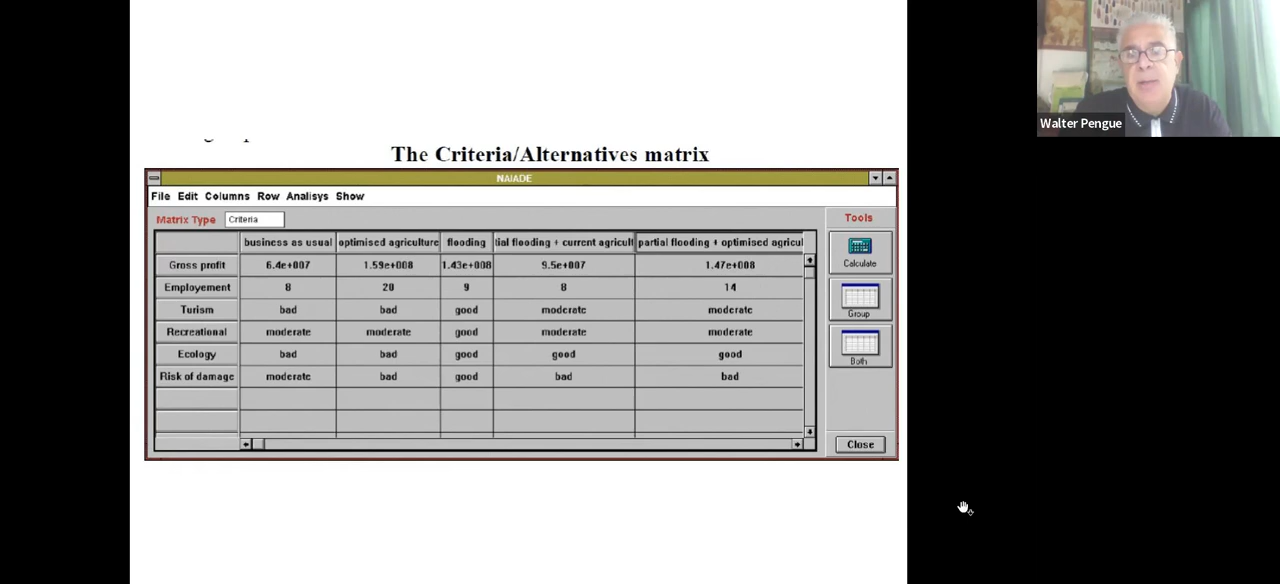 Walter Pengue
The Criteria/Alternatives matrix
NAIADE
File Edit Columns Row Analisys Show
Matrix Type Criteria
Tools
business as usual optimised agriculture flooding tial flooding + current agricult partial flooding + optimised agricul
Gross profit 6.4e+007 1.59e+008 1.43e+008 9.5e+007 1.47e+008
Calculate
Employement 8 20 9 8 14
Turism bad bad good moderate moderate
Group
Recreational moderate moderate good moderate moderate
Ecology bad bad good good good
Both
Risk of damage moderate bad good bad bad
Close